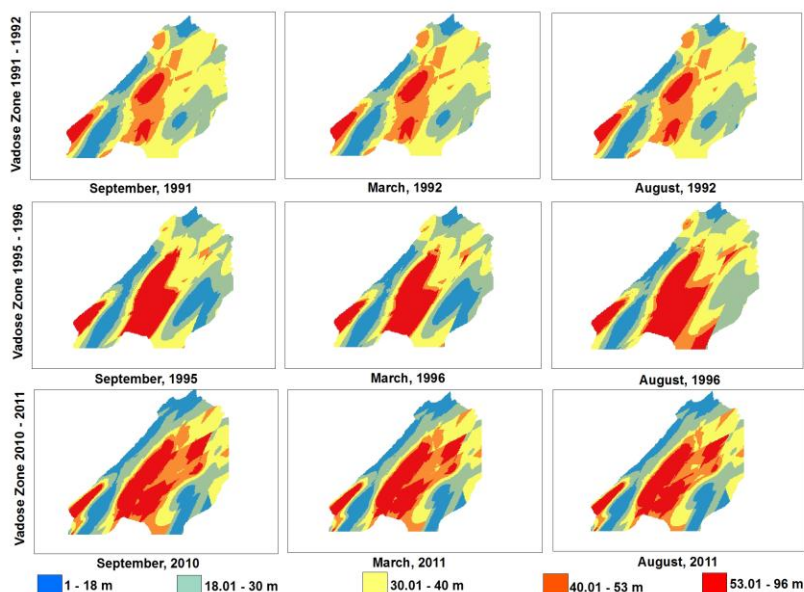 Vadose Zone 1991 - 1992
September, 1991
March, 1992
August, 1992
Vadose Zone 1995 - 1996
September, 1995
March, 1996
August, 1996
Vadose Zone 2010 - 2011
September, 2010
March, 2011
August, 2011
1 - 18 m
18.01 - 30 m
30.01 - 40 m
40.01 - 53 m
53.01 - 96 m